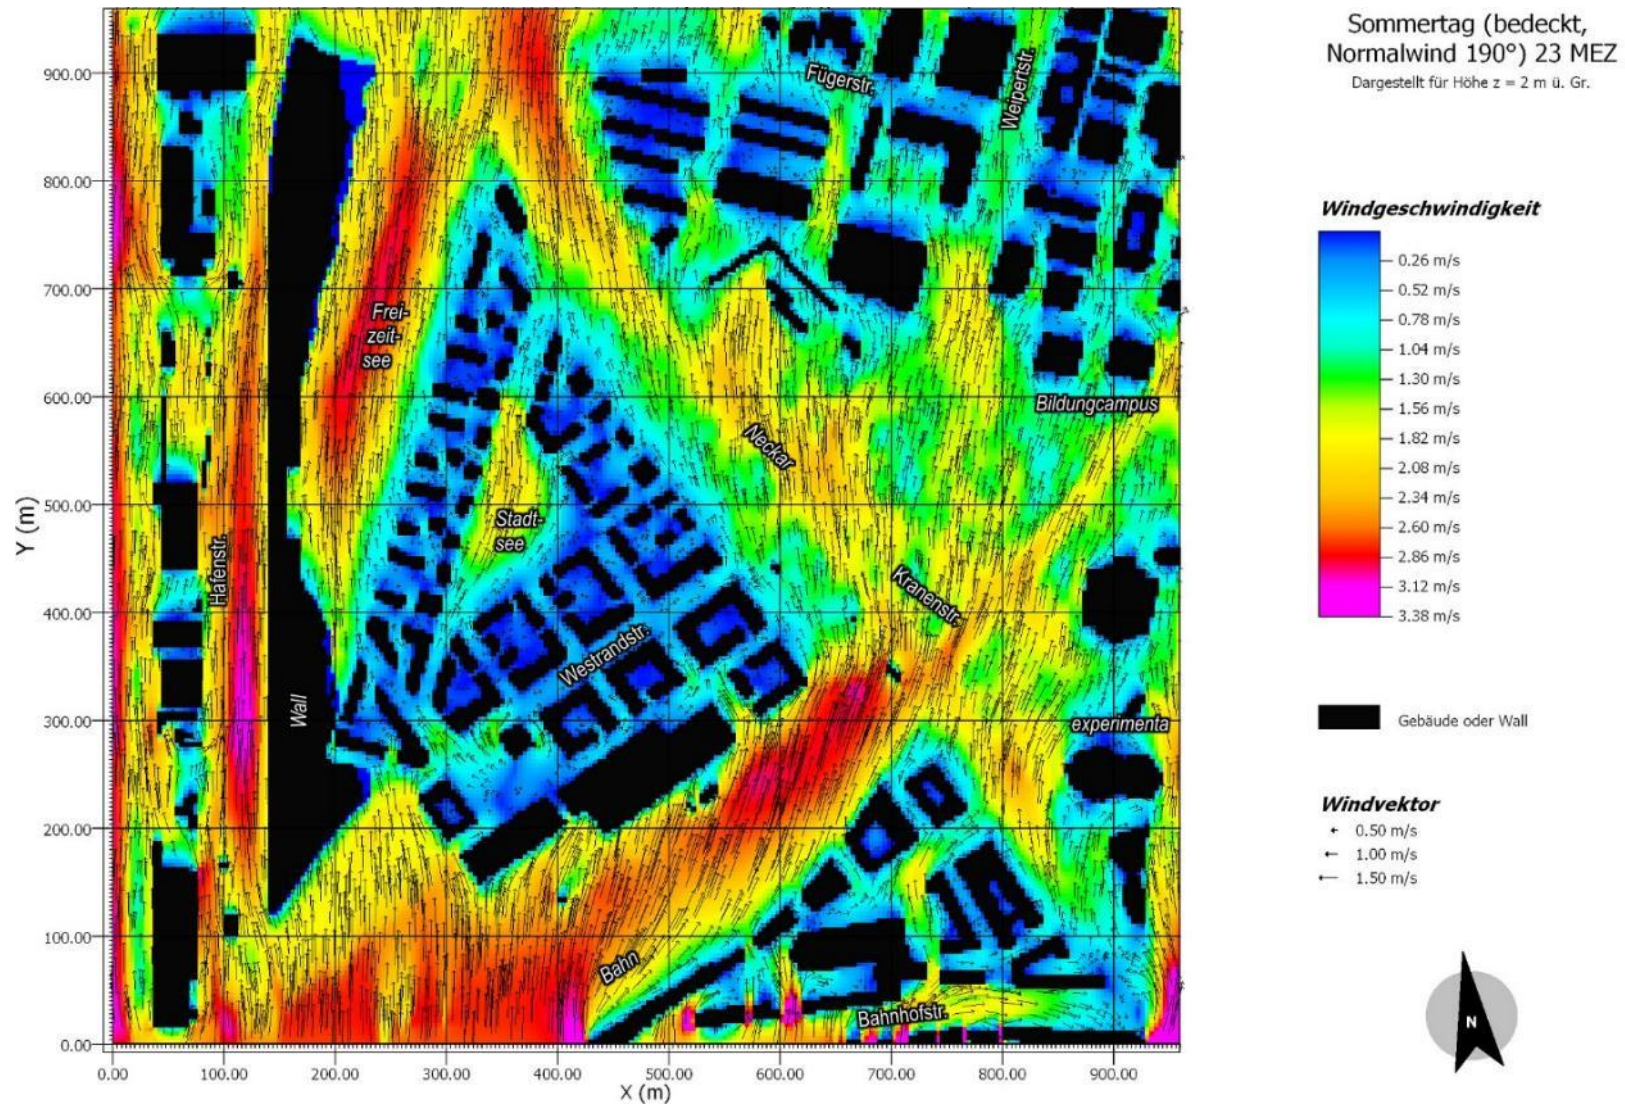 Sommertag (bedeckt,
Normalwind 190°) 23 MEZ
Dargestellt für Höhe z = 2 m ü. Gr.
Windgeschwindigkeit
0.26 m/s
0.52 m/s
0.78 m/s
1.04 m/s
1.30 m/s
1.56 m/s
1.82 m/s
2.08 m/s
2.34 m/s
2.60 m/s
2.86 m/s
3.12 m/s
3.38 m/s
Gebäude oder Wall
Windvektor
0.50 m/s
1.00 m/s
1.50 m/s
N
Y (m)
900.00
800.00
700.00
600.00
500.00
400.00
300.00
200.00
100.00
0.00
0.00
100.00
200.00
300.00
400.00
500.00
600.00
700.00
800.00
900.00
X (m)
Fügerstr.
Weipertstr.
Frei-
zeit-
see
Bildungcampus
Neckar
Stadt-
see
Hafenstr.
Kranenstr.
Westrandstr.
Wall
experimenta
Bahn
Bahnhofstr.